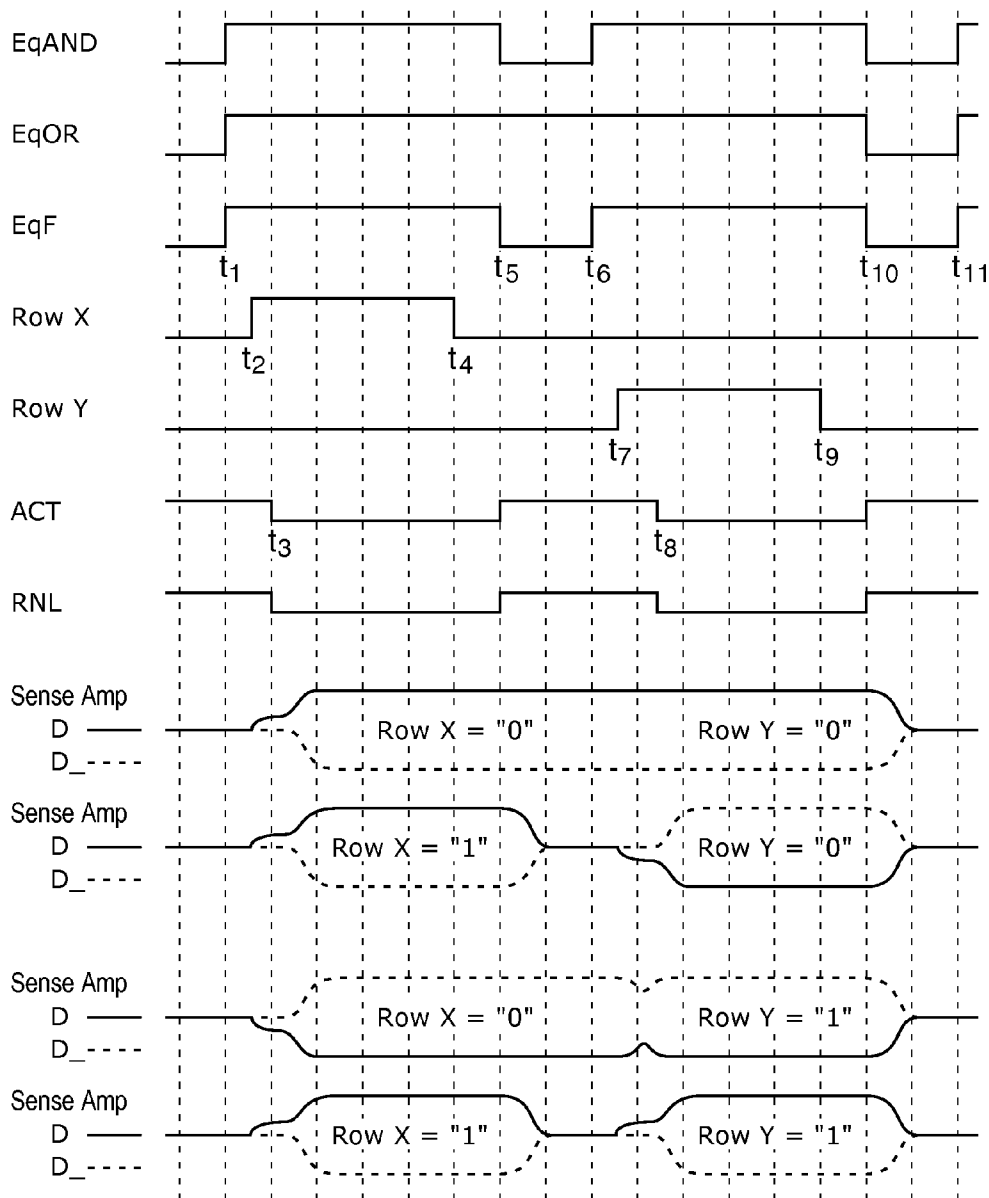 EqAND
EqOR
EqF
t1 t5 t6 t10 t11
Row X
t2 t4
Row Y
t7 t9
ACT
t3 t8
RNL
Sense Amp
D
D_
Row X = "0" Row Y = "0"
Sense Amp
D
D_
Row X = "1" Row Y = "0"
Sense Amp
D
D_
Row X = "0" Row Y = "1"
Sense Amp
D
D_
Row X = "1" Row Y = "1"